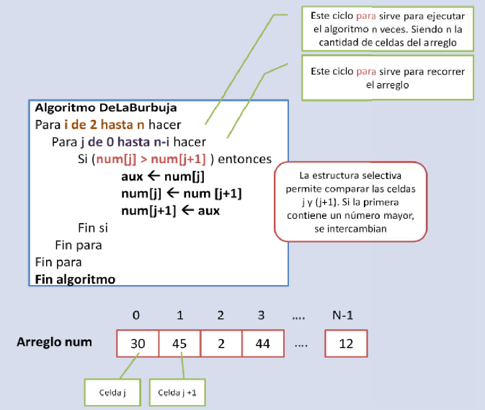 Este ciclo para sirve para ejecutar
el algoritmo n veces. Siendo n la
cantidad de celdas del arreglo
Este ciclo para sirve para recorrer
el arreglo
Algoritmo DeLaBurbuja
Para i de 2 hasta n hacer
Para j de 0 hasta n-i hacer
Si (num[j] > num[j+1] ) entonces
aux ← num[j]
num[j] ← num [j+1]
num[j+1] ← aux
Fin si
Fin para
Fin para
Fin algoritmo
La estructura selectiva
permite comparar las celdas
j y (j+1). Si la primera
contiene un número mayor,
se intercambian
0 1 2 3 .... N-1
Arreglo num 30 45 2 44 .... 12
Celda j Celda j +1